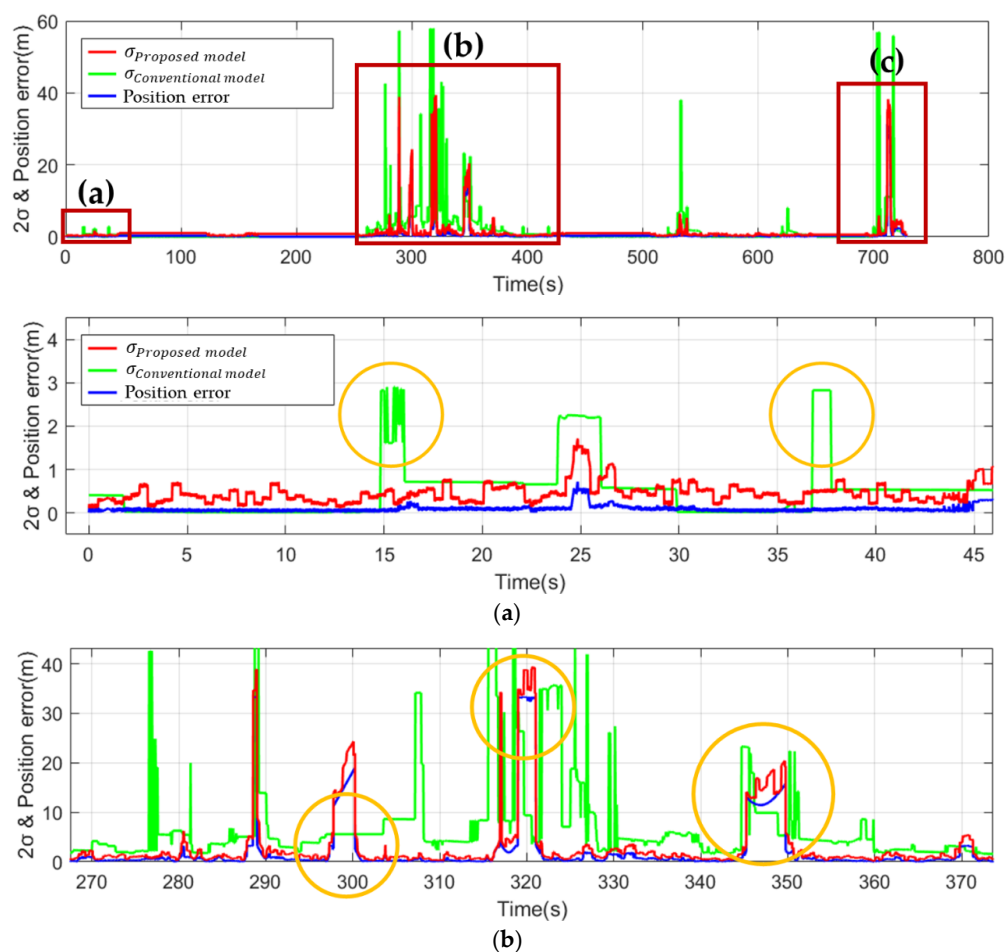 60
40
20
0
2σ & Position error(m)
σProposed model
σConventional model
Position error
(a)
(b)
(c)
0 100 200 300 400 500 600 700 800
Time(s)
4
3
2
1
0
2σ & Position error(m)
σProposed model
σConventional model
Position error
0 5 10 15 20 25 30 35 40 45
Time(s)
(a)
40
30
20
10
0
2σ & Position error(m)
270 280 290 300 310 320 330 340 350 360 370
Time(s)
(b)